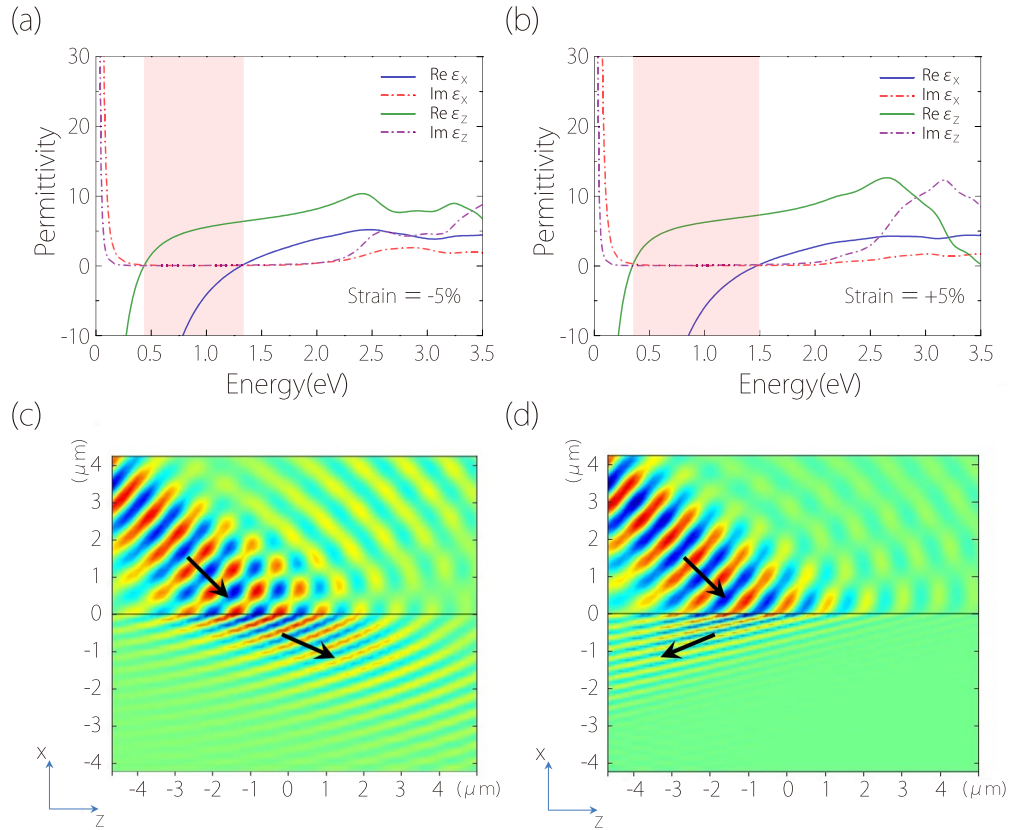 (a)
(b)
30
20
10
0
-10
Permittivity
Re εx
Im εx
Re εz
Im εz
Strain = -5%
0 0.5 1.0 1.5 2.0 2.5 3.0 3.5
Energy(eV)
30
20
10
0
-10
Permittivity
Re εx
Im εx
Re εz
Im εz
Strain = +5%
0 0.5 1.0 1.5 2.0 2.5 3.0 3.5
Energy(eV)
(c)
(d)
(μm)
4
3
2
1
0
-1
-2
-3
-4
-4 -3 -2 -1 0 1 2 3 4 (μm)
x
z
(μm)
4
3
2
1
0
-1
-2
-3
-4
-4 -3 -2 -1 0 1 2 3 4 (μm)
x
z